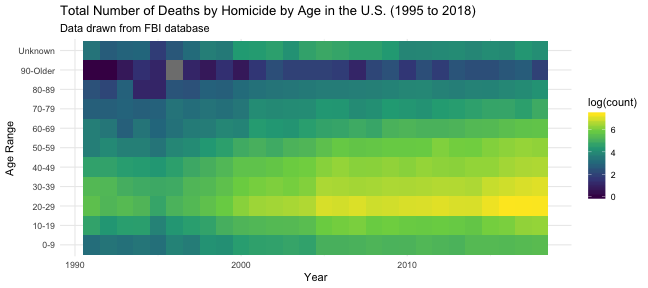 Total Number of Deaths by Homicide by Age in the U.S. (1995 to 2018)
Data drawn from FBI database
Age Range
Unknown
90-Older
80-89
70-79
60-69
50-59
40-49
30-39
20-29
10-19
0-9
1990
2000
2010
Year
log(count)
6
4
2
0